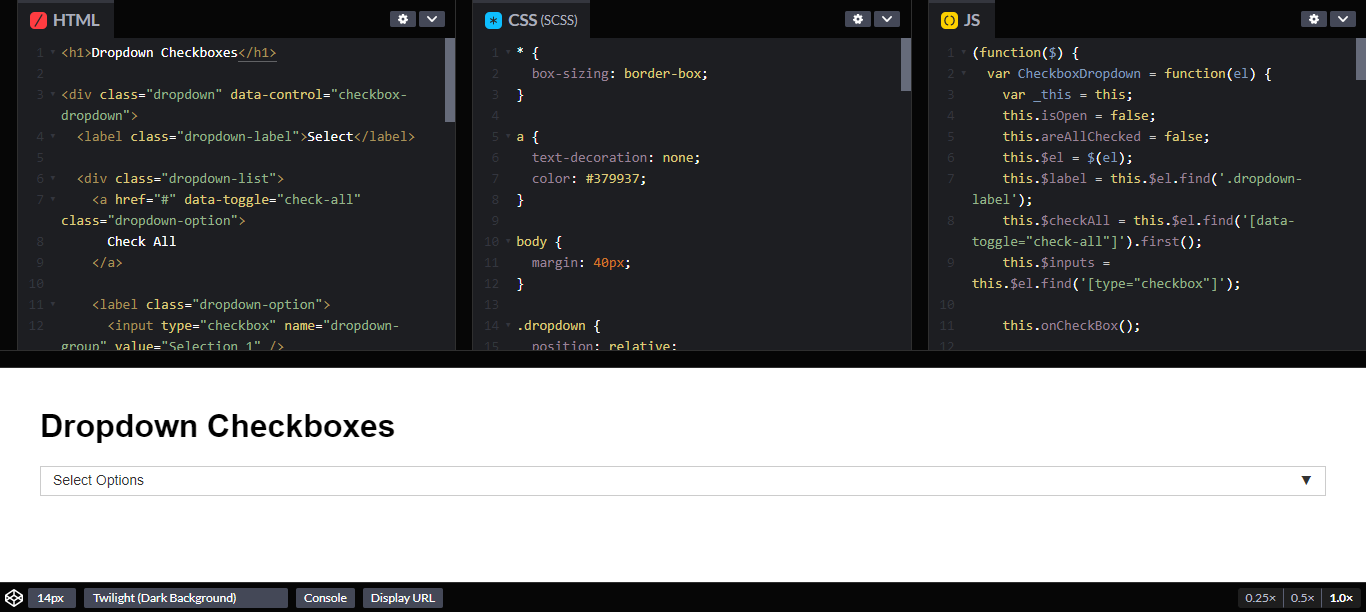 HTML
1 <h1>Dropdown Checkboxes</h1>
2
3 <div class="dropdown" data-control="checkbox-
dropdown">
4 <label class="dropdown-label">Select</label>
5
6 <div class="dropdown-list">
7 <a href="#" data-toggle="check-all"
class="dropdown-option">
8 Check All
9 </a>
10
11 <label class="dropdown-option">
12 <input type="checkbox" name="dropdown-
group" value="Selection 1" />
CSS (SCSS)
1 * {
2 box-sizing: border-box;
3 }
4
5 a {
6 text-decoration: none;
7 color: #379937;
8 }
9
10 body {
11 margin: 40px;
12 }
13
14 .dropdown {
15 position: relative;
JS
1 (function($) {
2 var CheckboxDropdown = function(el) {
3 var _this = this;
4 this.isOpen = false;
5 this.areAllChecked = false;
6 this.$el = $(el);
7 this.$label = this.$el.find('.dropdown-
label');
8 this.$checkAll = this.$el.find('[data-
toggle="check-all"]').first();
9 this.$inputs =
this.$el.find('[type="checkbox"]');
10
11 this.onCheckBox();
12
Dropdown Checkboxes
Select Options ▼
14px Twilight (Dark Background) Console Display URL 0.25× 0.5× 1.0×